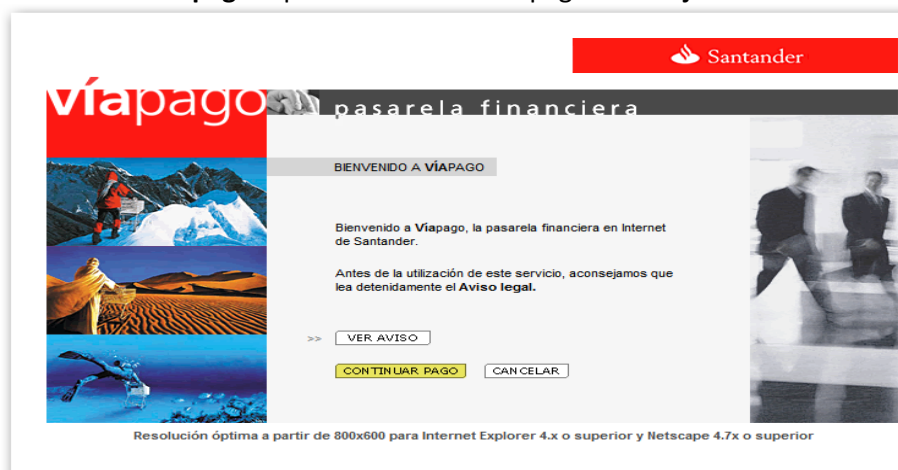 Santander
víapago
pasarela financiera
BIENVENIDO A VÍAPAGO
Bienvenido a Víapago, la pasarela financiera en Internet
de Santander.
Antes de la utilización de este servicio, aconsejamos que
lea detenidamente el Aviso legal.
>> VER AVISO
CONTINUAR PAGO CANCELAR
Resolución óptima a partir de 800x600 para Internet Explorer 4.x o superior y Netscape 4.7x o superior